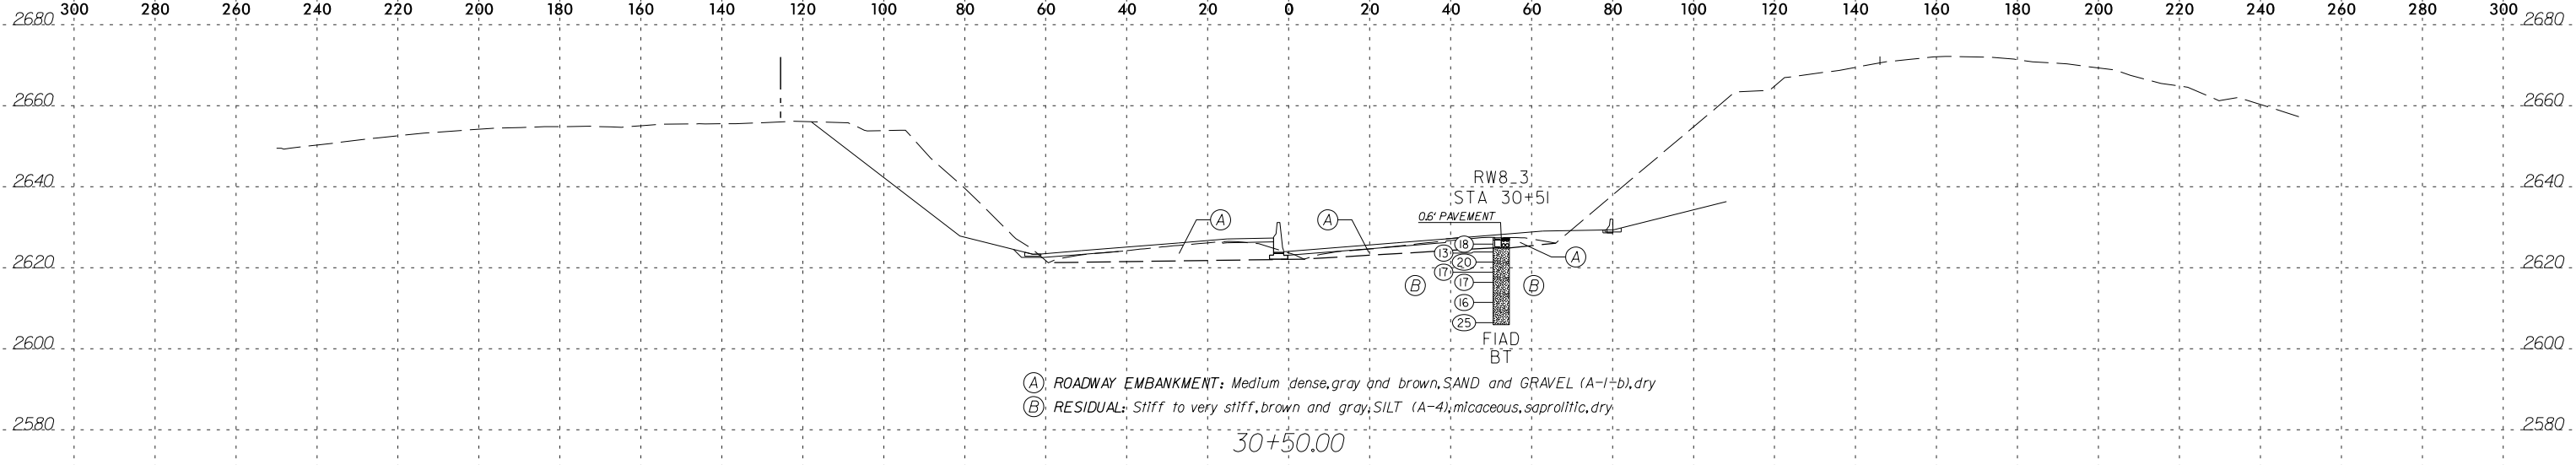 300 280 260 240 220 200 180 160 140 120 100 80 60 40 20 0 20 40 60 80 100 120 140 160 180 200 220 240 260 280 300
2680 2680
2660 2660
2640 2640
RW8_3
STA 30+51
0.6' PAVEMENT
A A
18
13
A
20
2620 2620
17
17
B B
16
25
FIAD
BT
2600 2600
A ROADWAY EMBANKMENT: Medium dense, gray and brown, SAND and GRAVEL (A-1-b), dry
B RESIDUAL: Stiff to very stiff, brown and gray, SILT (A-4), micaceous, saprolitic, dry
2580 2580
30+50.00